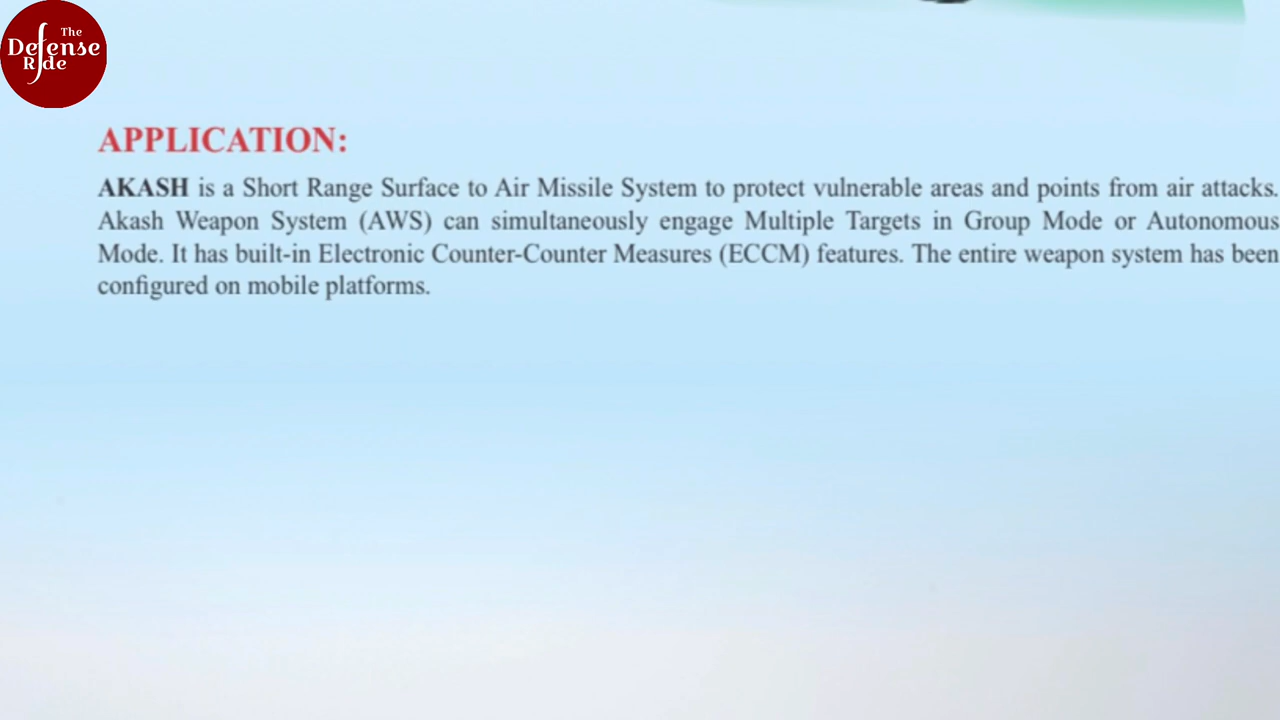 The
Defense
Ride
APPLICATION:
AKASH is a Short Range Surface to Air Missile System to protect vulnerable areas and points from air attacks.
Akash Weapon System (AWS) can simultaneously engage Multiple Targets in Group Mode or Autonomous
Mode. It has built-in Electronic Counter-Counter Measures (ECCM) features. The entire weapon system has been
configured on mobile platforms.